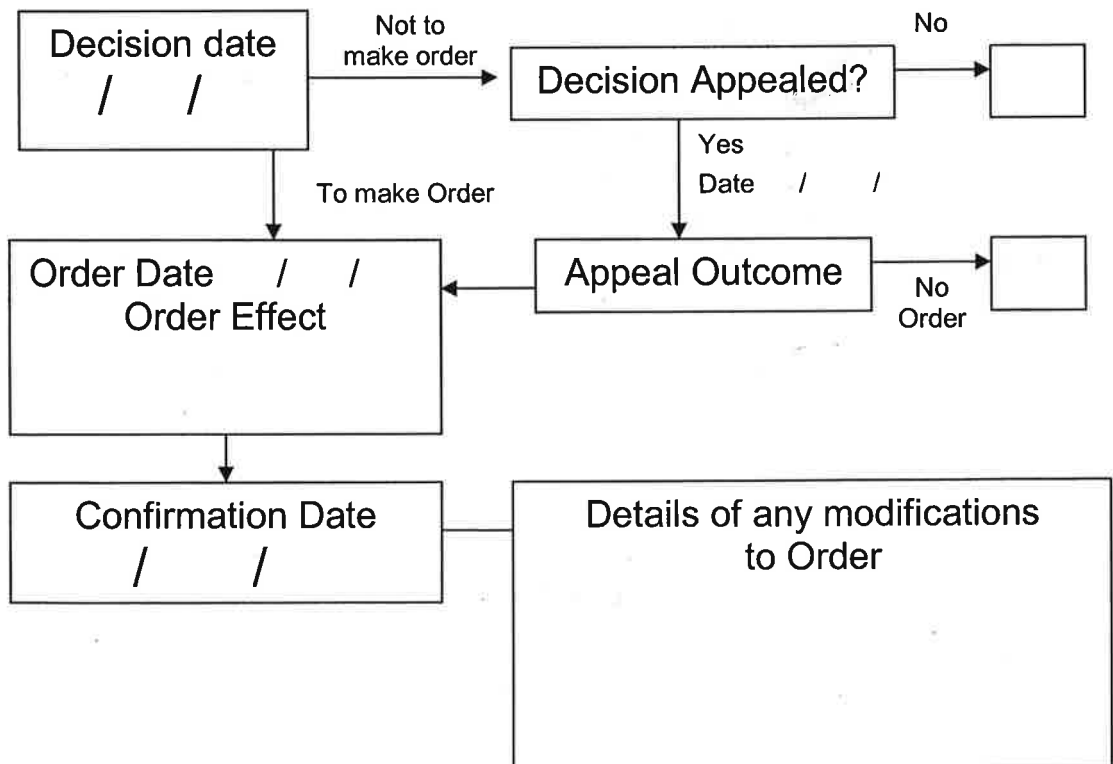 Decision date
/ /
Not to
make order
Decision Appealed?
No
Yes
Date / /
To make Order
Order Date / /
Order Effect
Appeal Outcome
No
Order
Confirmation Date
/ /
Details of any modifications
to Order